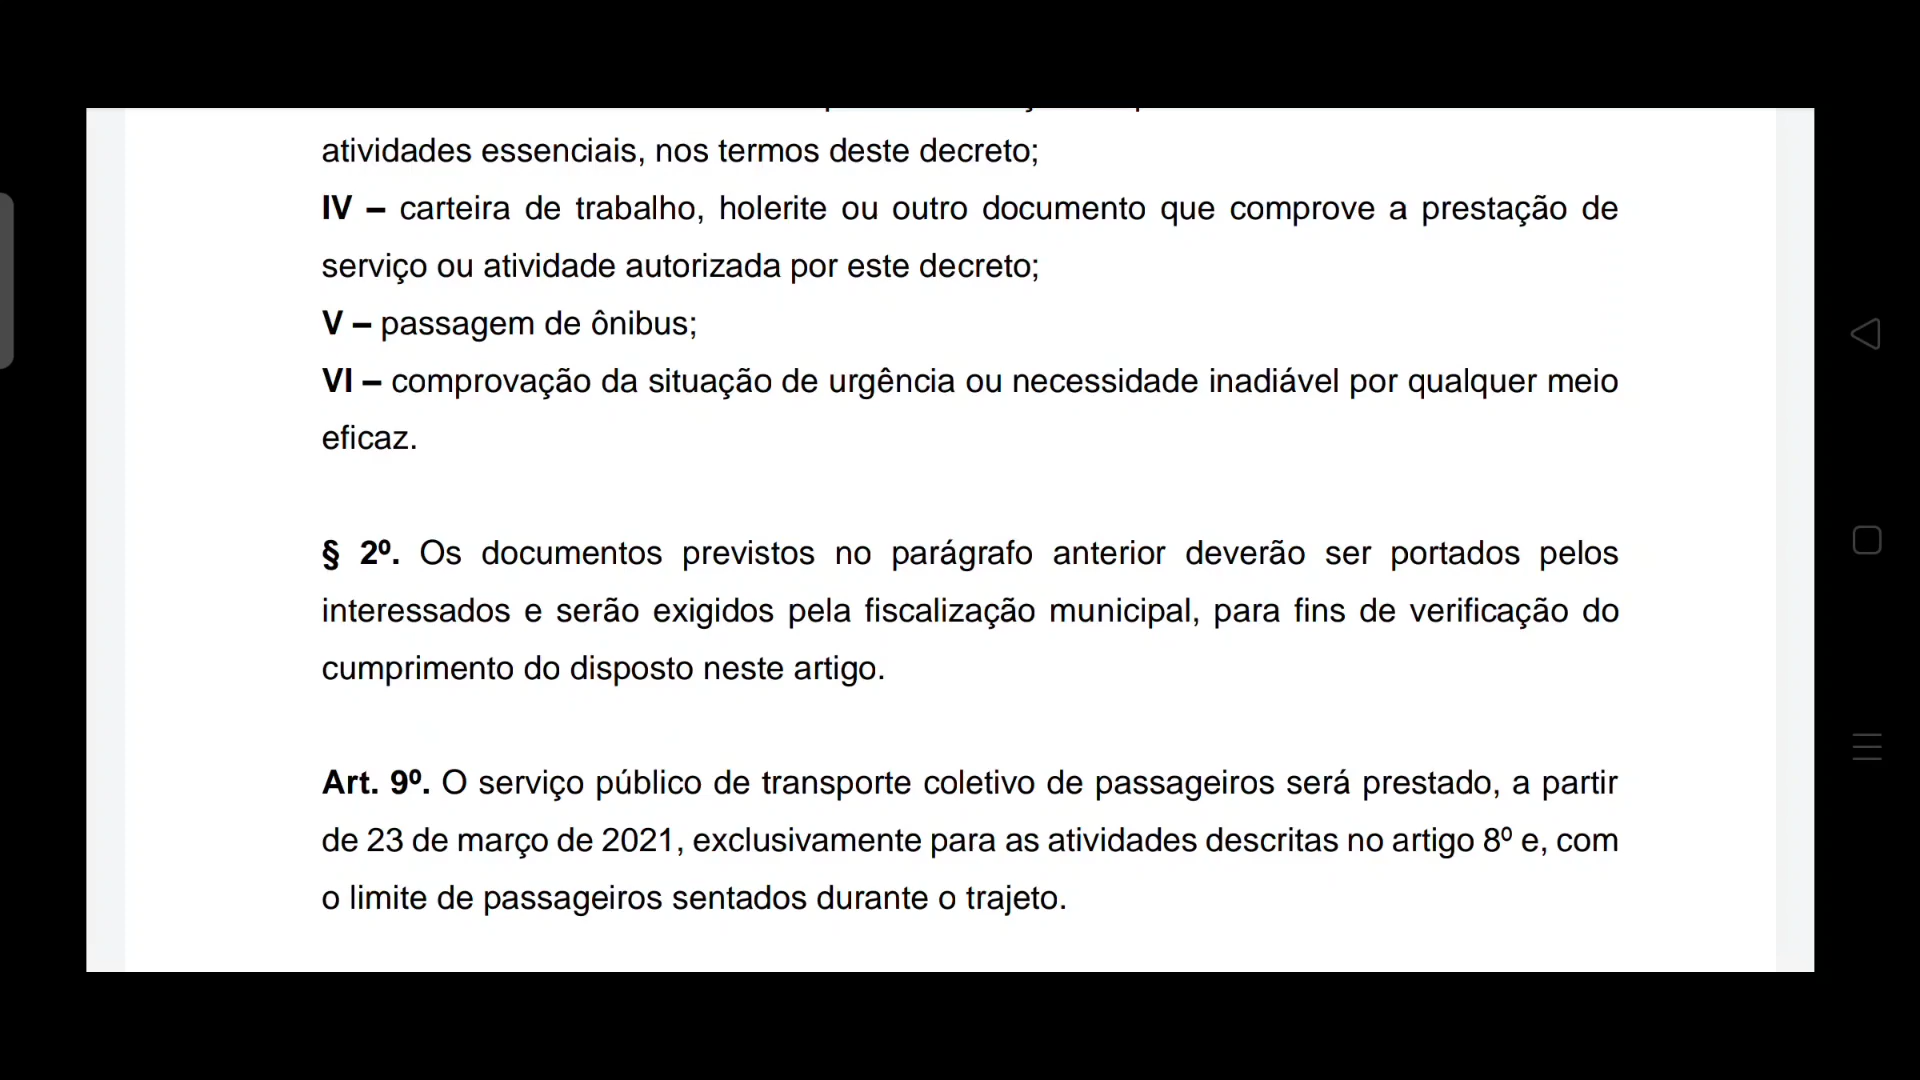 atividades essenciais, nos termos deste decreto;
IV – carteira de trabalho, holerite ou outro documento que comprove a prestação de
serviço ou atividade autorizada por este decreto;
V – passagem de ônibus;
VI – comprovação da situação de urgência ou necessidade inadiável por qualquer meio
eficaz.
§ 2º. Os documentos previstos no parágrafo anterior deverão ser portados pelos
interessados e serão exigidos pela fiscalização municipal, para fins de verificação do
cumprimento do disposto neste artigo.
Art. 9º. O serviço público de transporte coletivo de passageiros será prestado, a partir
de 23 de março de 2021, exclusivamente para as atividades descritas no artigo 8º e, com
o limite de passageiros sentados durante o trajeto.